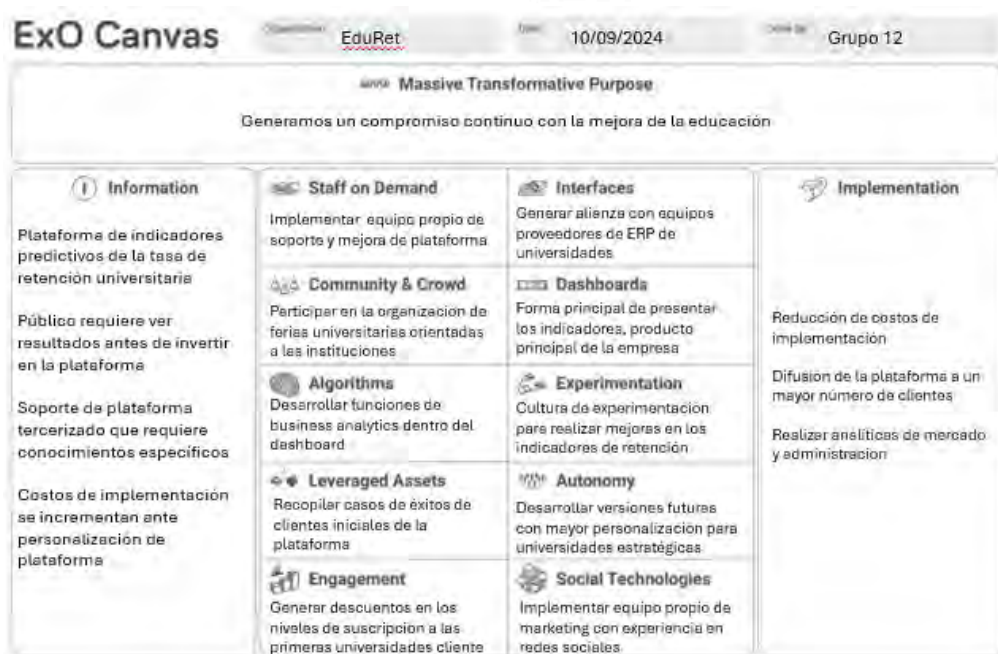 ExO Canvas
EduRet
10/09/2024
Grupo 12
Massive Transformative Purpose
Generamos un compromiso continuo con la mejora de la educación
Information
Plataforma de indicadores
predictivos de la tasa de
retención universitaria
Público requiere ver
resultados antes de invertir
en la plataforma
Soporte de plataforma
tercerizado que requiere
conocimientos específicos
Costos de implementación
se incrementan ante
personalización de
plataforma
Staff on Demand
Implementar equipo propio de
soporte y mejora de plataforma
Community & Crowd
Participar en la organización de
ferias universitarias orientadas
a las instituciones
Algorithms
Desarrollar funciones de
business analytics dentro del
dashboard
Leveraged Assets
Recopilar casos de éxitos de
clientes iniciales de la
plataforma
Engagement
Generar descuentos en los
niveles de suscripción a las
primeras universidades cliente
Interfaces
Generar alianza con equipos
proveedores de ERP de
universidades
Dashboards
Forma principal de presentar
los indicadores, producto
principal de la empresa
Experimentation
Cultura de experimentación
para realizar mejoras en los
indicadores de retención
Autonomy
Desarrollar versiones futuras
con mayor personalización para
universidades estratégicas
Social Technologies
Implementar equipo propio de
marketing con experiencia en
redes sociales
Implementation
Reducción de costos de
implementación
Difusión de la plataforma a un
mayor número de clientes
Realizar analíticas de mercado
y administracion